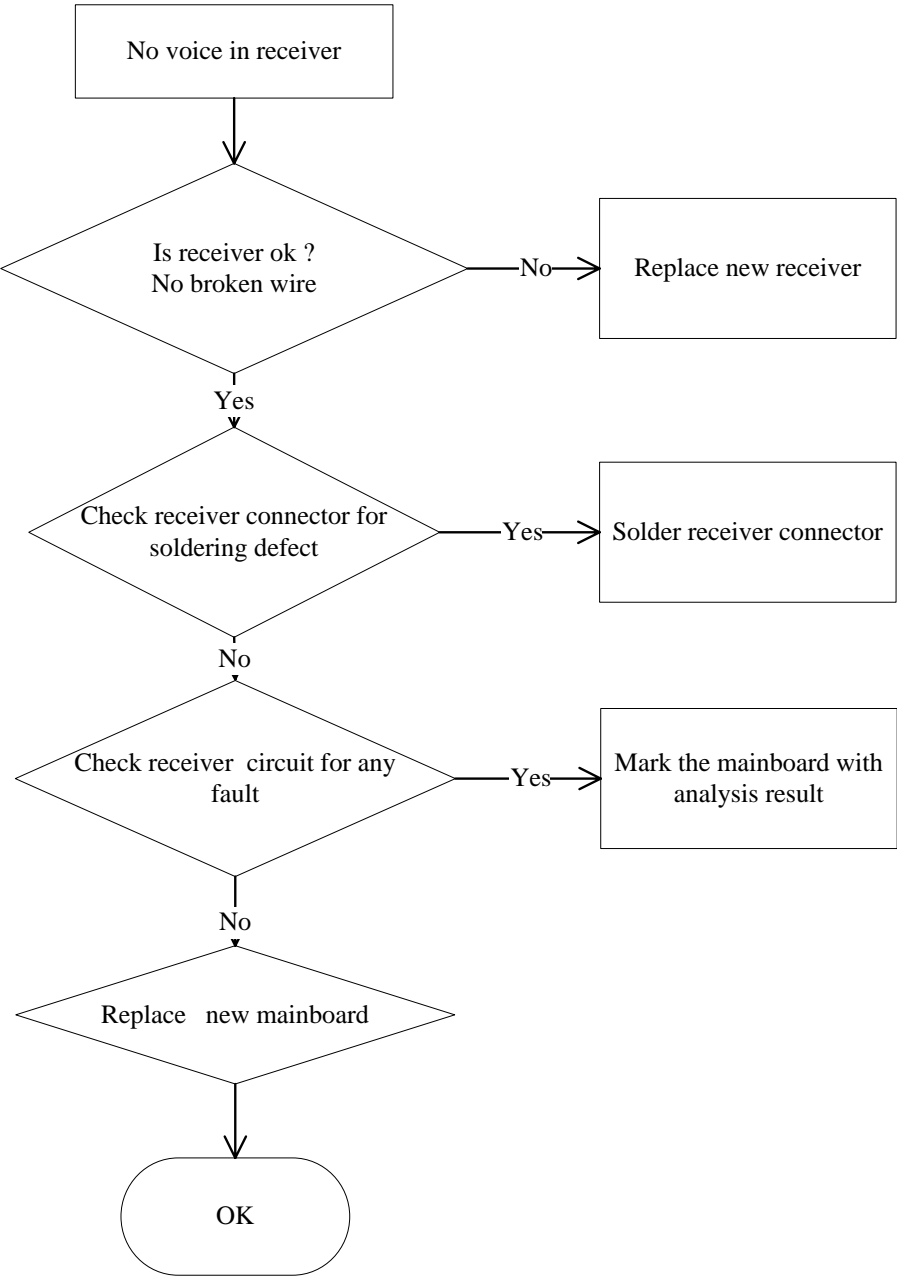 No voice in receiver
Is receiver ok ?
No broken wire
No
Replace new receiver
Yes
Check receiver connector for
soldering defect
Yes
Solder receiver connector
No
Check receiver  circuit for any
fault
Yes
Mark the mainboard with
analysis result
No
Replace   new mainboard
OK